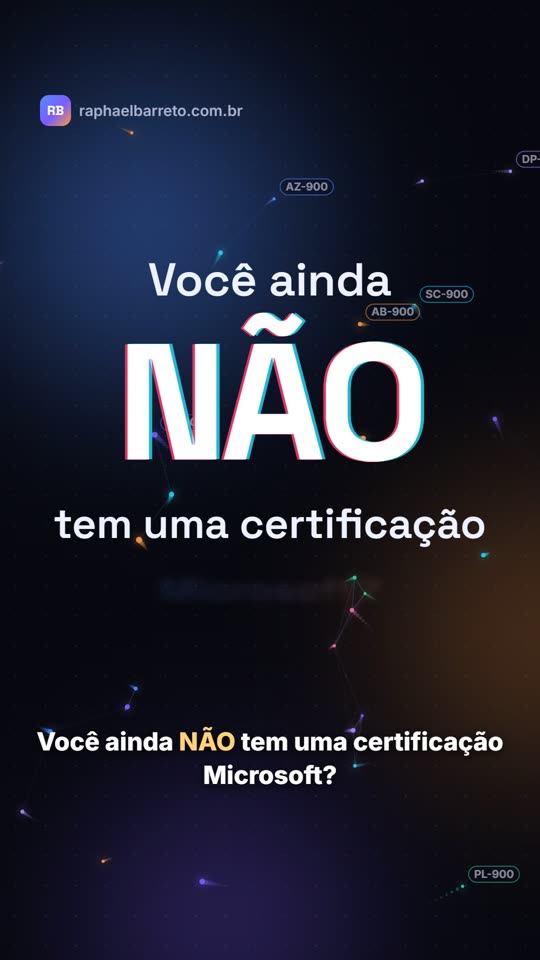 RB raphaelbarreto.com.br
DP-
AZ-900
Você ainda
SC-900
AB-900
NÃO
tem uma certificação
Você ainda NÃO tem uma certificação
Microsoft?
PL-900